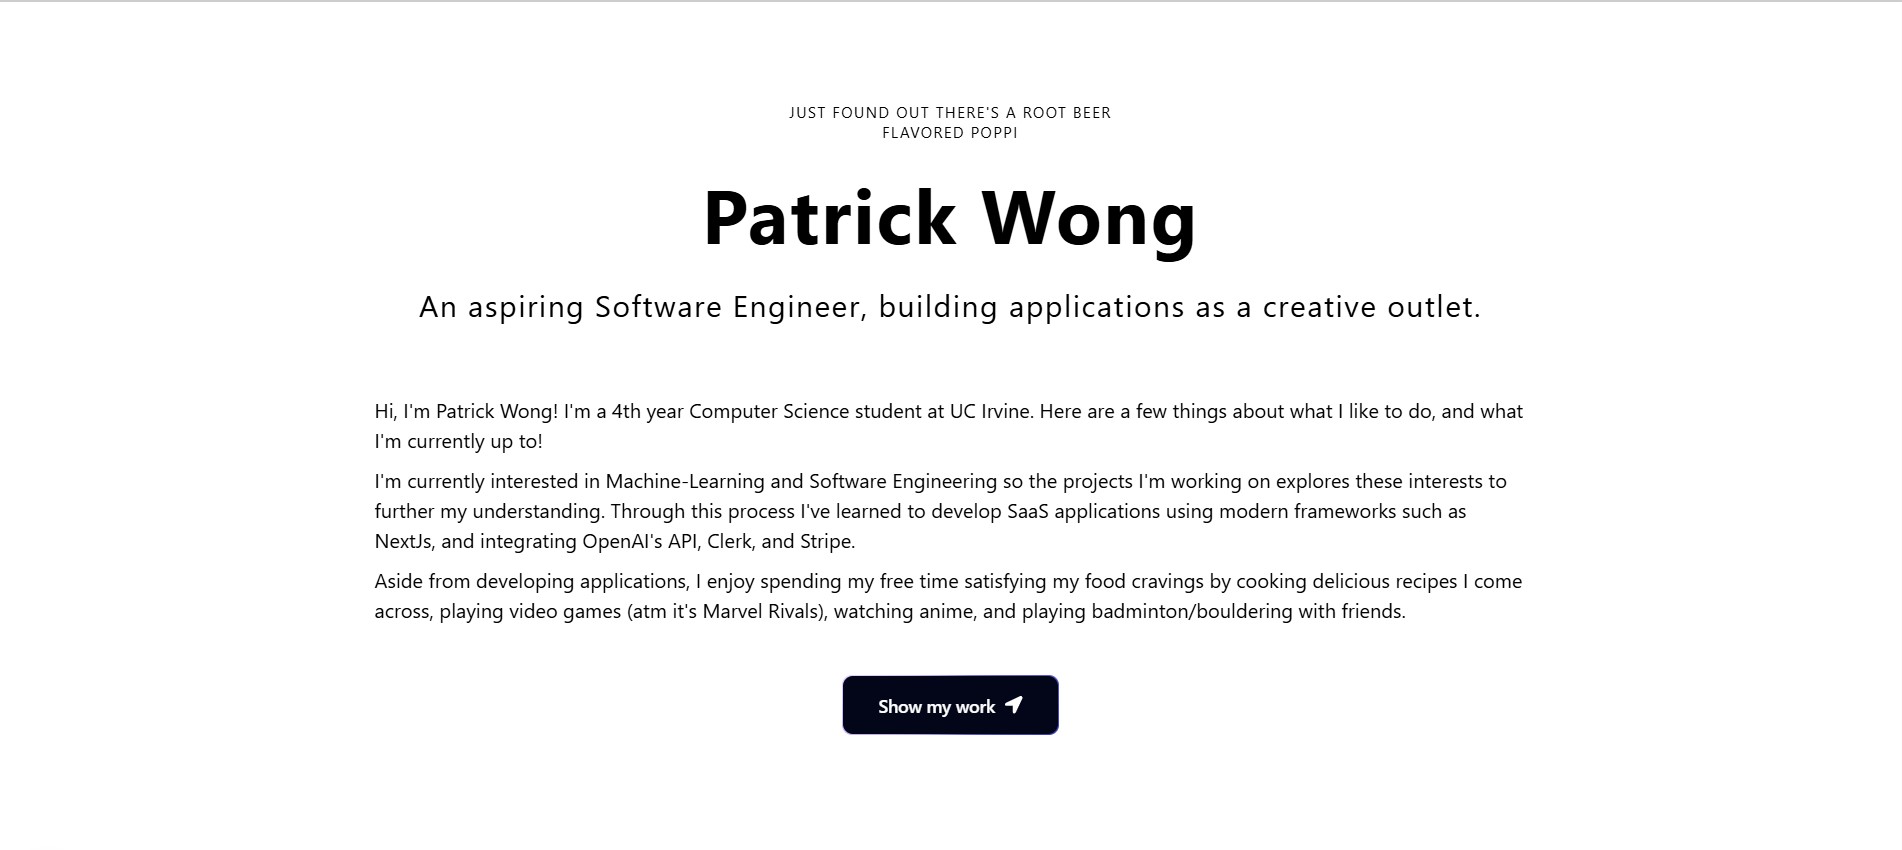 JUST FOUND OUT THERE'S A ROOT BEER
FLAVORED POPPI
Patrick Wong
An aspiring Software Engineer, building applications as a creative outlet.
Hi, I'm Patrick Wong! I'm a 4th year Computer Science student at UC Irvine. Here are a few things about what I like to do, and what
I'm currently up to!
I'm currently interested in Machine-Learning and Software Engineering so the projects I'm working on explores these interests to
further my understanding. Through this process I've learned to develop SaaS applications using modern frameworks such as
NextJs, and integrating OpenAI's API, Clerk, and Stripe.
Aside from developing applications, I enjoy spending my free time satisfying my food cravings by cooking delicious recipes I come
across, playing video games (atm it's Marvel Rivals), watching anime, and playing badminton/bouldering with friends.
Show my work